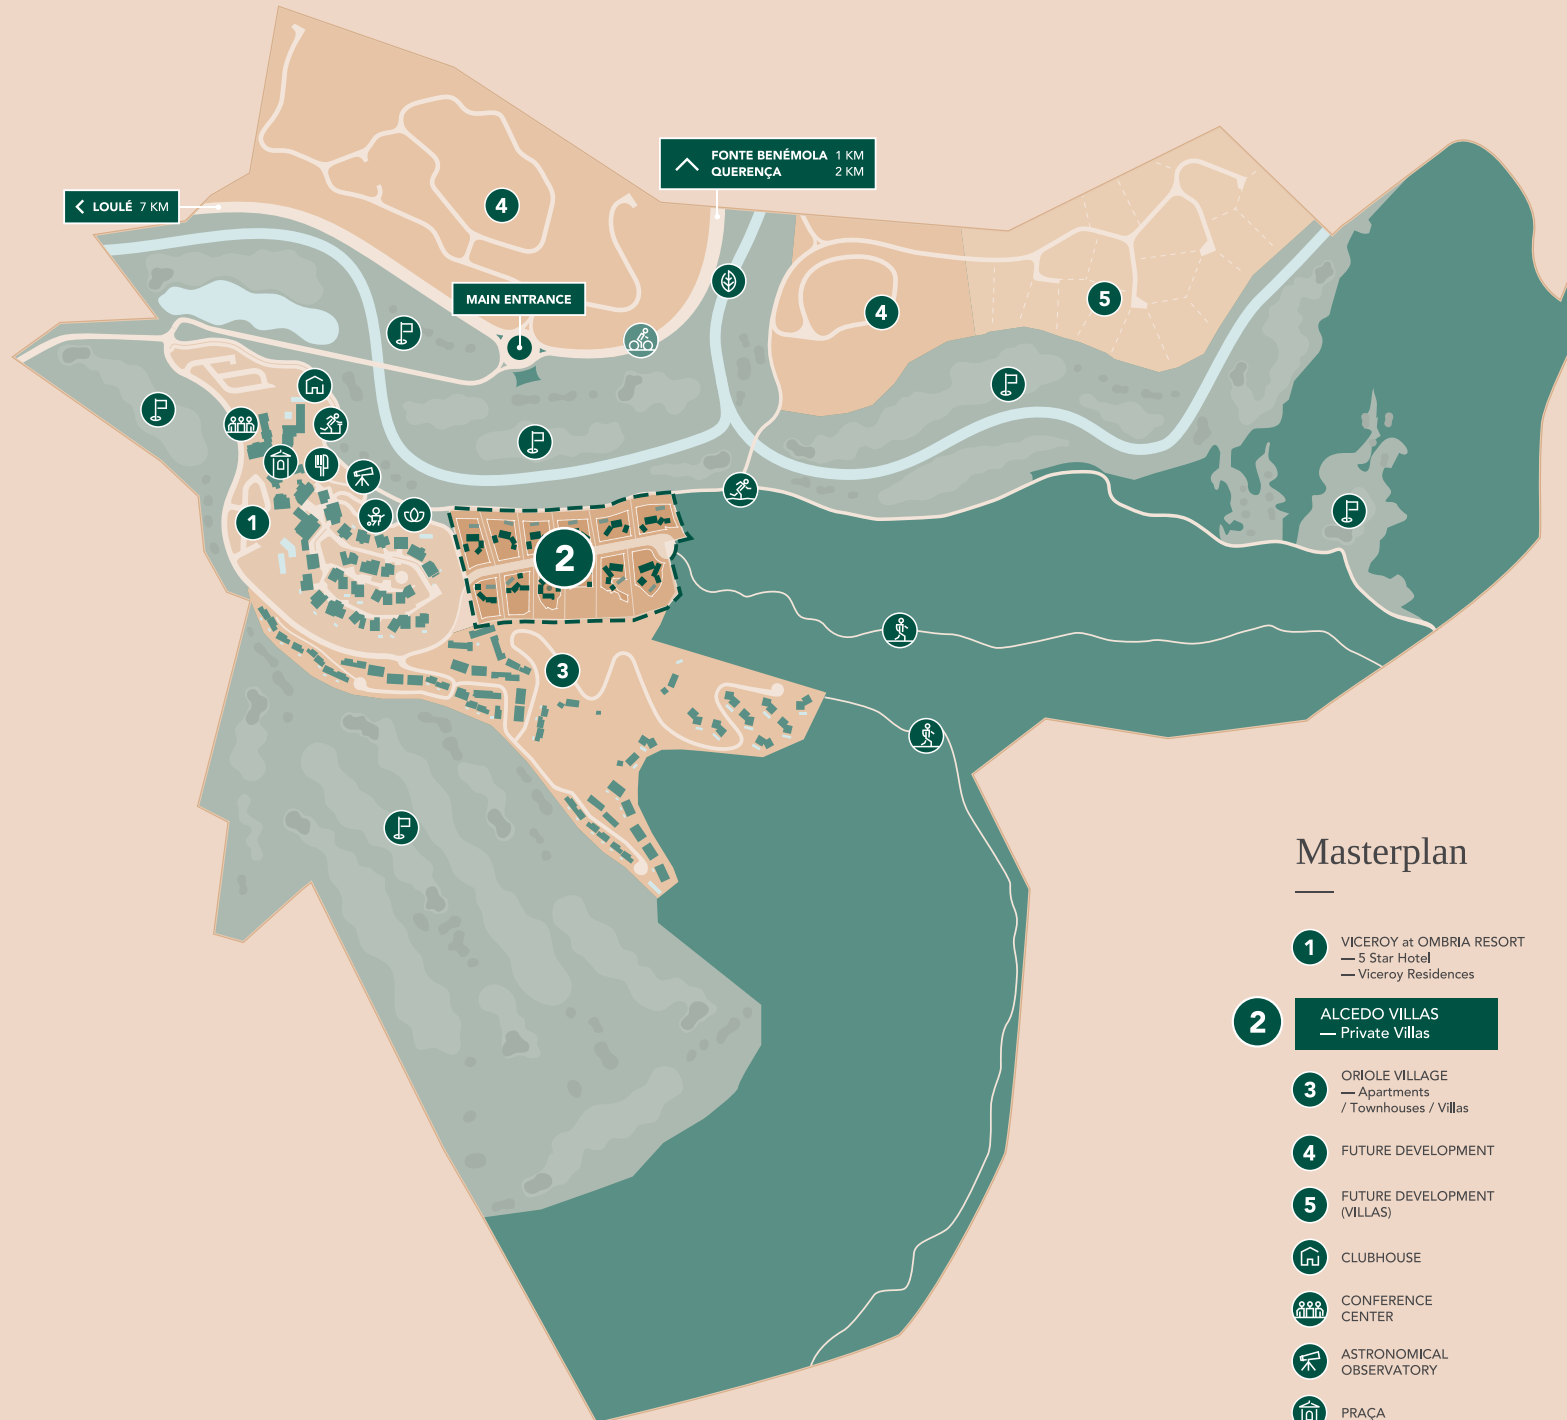 FONTE BENÉMOLA 1 KM
QUERENÇA 2 KM
LOULÉ 7 KM
4
MAIN ENTRANCE
4
5
1
2
3
Masterplan
1 VICEROY at OMBRIA RESORT
— 5 Star Hotel
— Viceroy Residences
2 ALCEDO VILLAS
— Private Villas
3 ORIOLE VILLAGE
— Apartments
/ Townhouses / Villas
4 FUTURE DEVELOPMENT
5 FUTURE DEVELOPMENT
(VILLAS)
CLUBHOUSE
CONFERENCE
CENTER
ASTRONOMICAL
OBSERVATORY
PRAÇA